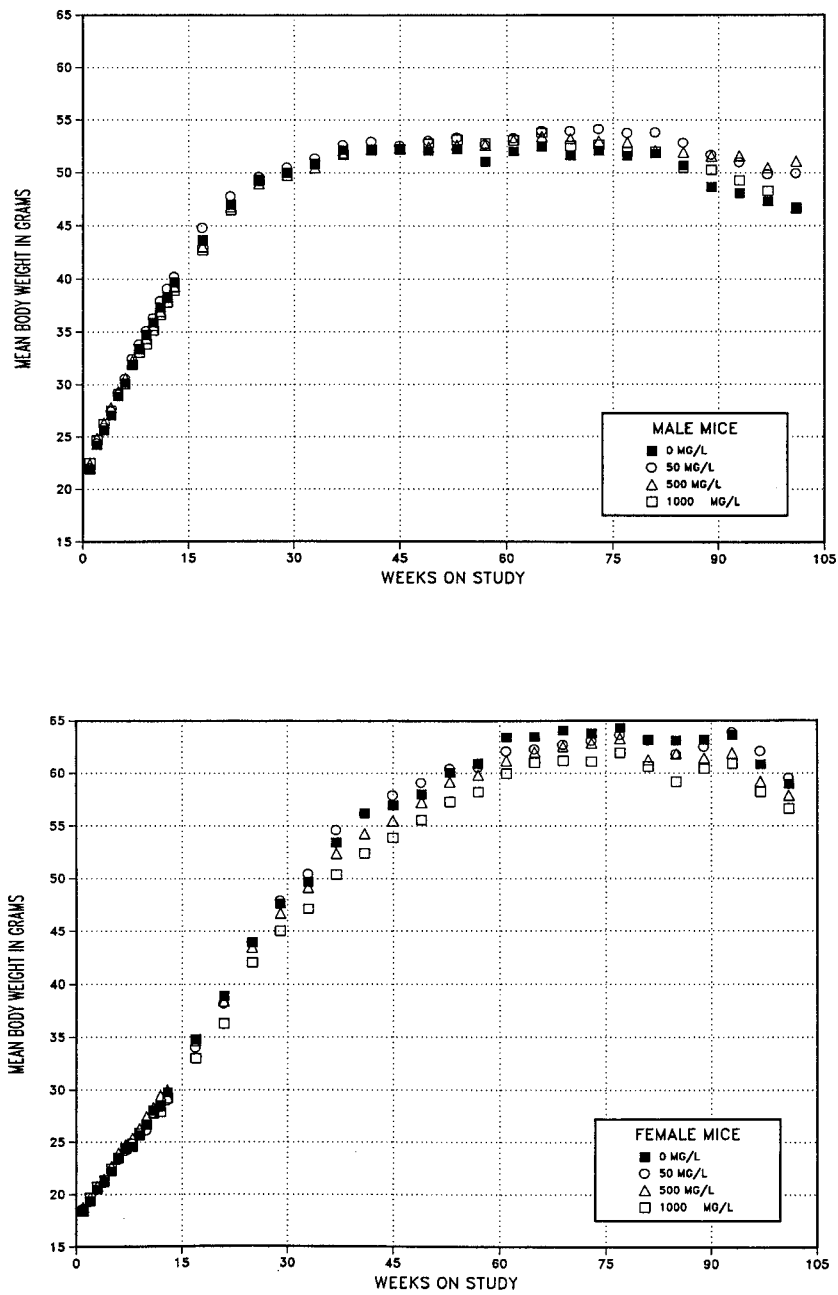 65
60
55
50
45
40
35
30
25
20
15
MEAN BODY WEIGHT IN GRAMS
MALE MICE
0 MG/L
50 MG/L
500 MG/L
1000 MG/L
0 15 30 45 60 75 90 105
WEEKS ON STUDY
65
60
55
50
45
40
35
30
25
20
15
MEAN BODY WEIGHT IN GRAMS
FEMALE MICE
0 MG/L
50 MG/L
500 MG/L
1000 MG/L
0 15 30 45 60 75 90 105
WEEKS ON STUDY